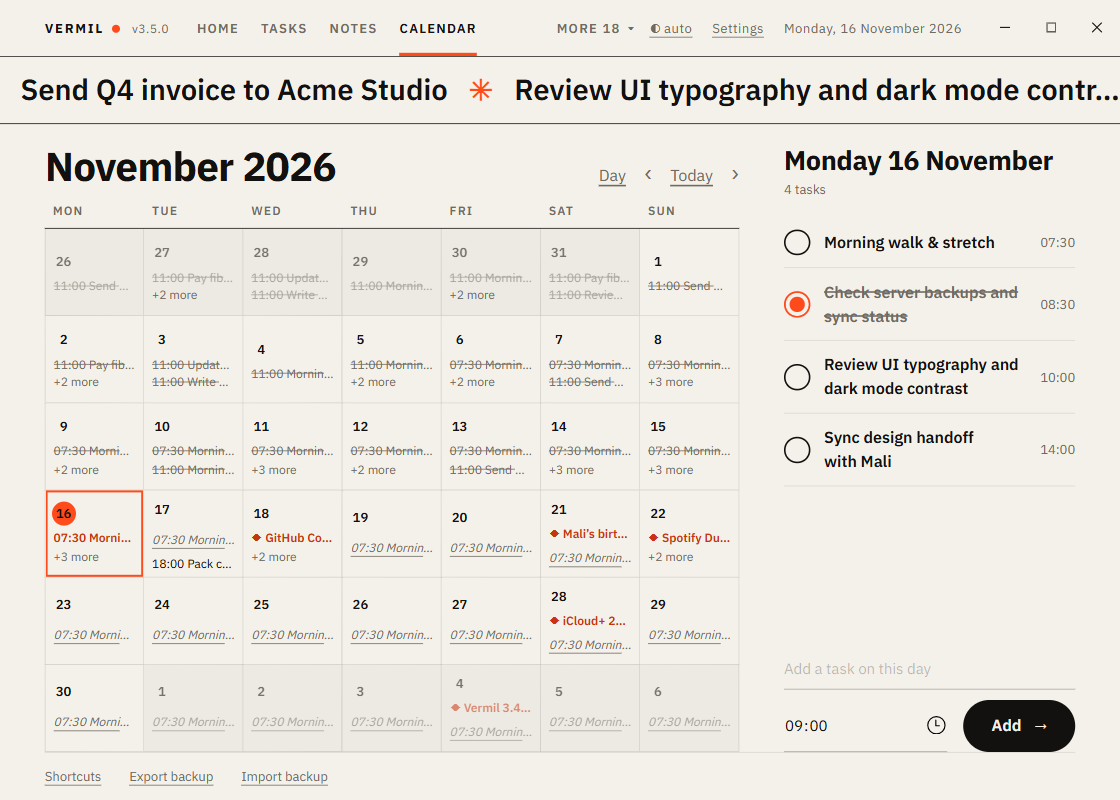 VERMIL v3.5.0 HOME TASKS NOTES CALENDAR MORE 18 auto Settings Monday, 16 November 2026
Send Q4 invoice to Acme Studio ✳ Review UI typography and dark mode contr...
November 2026
Day ‹ Today ›
MON TUE WED THU FRI SAT SUN
26
11:00 Send ...
27
11:00 Pay fib...
+2 more
28
11:00 Updat...
11:00 Write ...
29
11:00 Mornin...
30
11:00 Mornin...
+2 more
31
11:00 Pay fib...
11:00 Revie...
1
11:00 Send ...
2
11:00 Pay fib...
+2 more
3
11:00 Updat...
11:00 Write ...
4
11:00 Mornin...
5
11:00 Mornin...
+2 more
6
07:30 Mornin...
+2 more
7
07:30 Mornin...
11:00 Send ...
8
07:30 Mornin...
+3 more
9
07:30 Morni...
+2 more
10
07:30 Mornin...
11:00 Mornin...
11
07:30 Mornin...
+3 more
12
07:30 Mornin...
+2 more
13
07:30 Mornin...
11:00 Send ...
14
07:30 Mornin...
+3 more
15
07:30 Mornin...
+3 more
16
07:30 Morni...
+3 more
17
07:30 Mornin...
18:00 Pack c...
18
GitHub Co...
+2 more
19
07:30 Mornin...
20
07:30 Mornin...
21
Mali's birt...
07:30 Mornin...
22
Spotify Du...
+2 more
23
07:30 Morni...
24
07:30 Mornin...
25
07:30 Mornin...
26
07:30 Mornin...
27
07:30 Mornin...
28
iCloud+ 2...
07:30 Mornin...
29
07:30 Mornin...
30
07:30 Morni...
1
07:30 Mornin...
2
07:30 Mornin...
3
07:30 Mornin...
4
Vermil 3.4...
07:30 Mornin...
5
07:30 Mornin...
6
07:30 Mornin...
Monday 16 November
4 tasks
Morning walk & stretch 07:30
Check server backups and
sync status 08:30
Review UI typography and
dark mode contrast 10:00
Sync design handoff
with Mali 14:00
Add a task on this day
09:00 Add →
Shortcuts Export backup Import backup